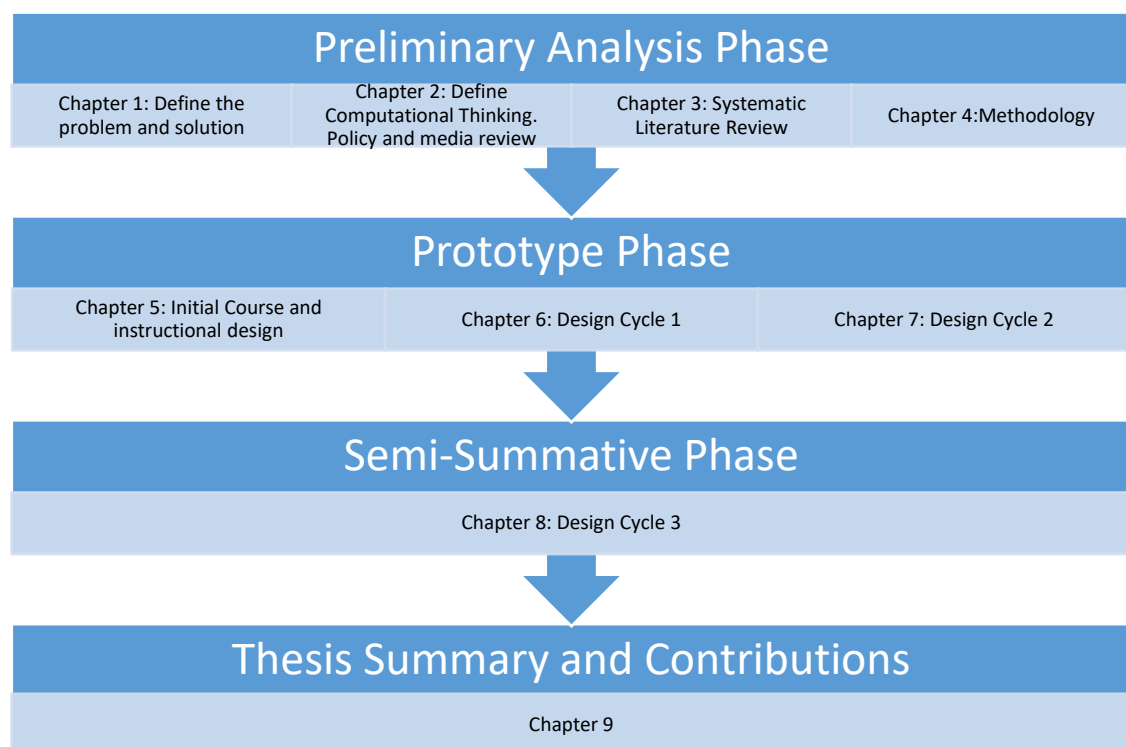 Preliminary Analysis Phase
Chapter 1: Define the
problem and solution
Chapter 2: Define
Computational Thinking.
Policy and media review
Chapter 3: Systematic
Literature Review
Chapter 4:Methodology
Prototype Phase
Chapter 5: Initial Course and
instructional design
Chapter 6: Design Cycle 1
Chapter 7: Design Cycle 2
Semi-Summative Phase
Chapter 8: Design Cycle 3
Thesis Summary and Contributions
Chapter 9